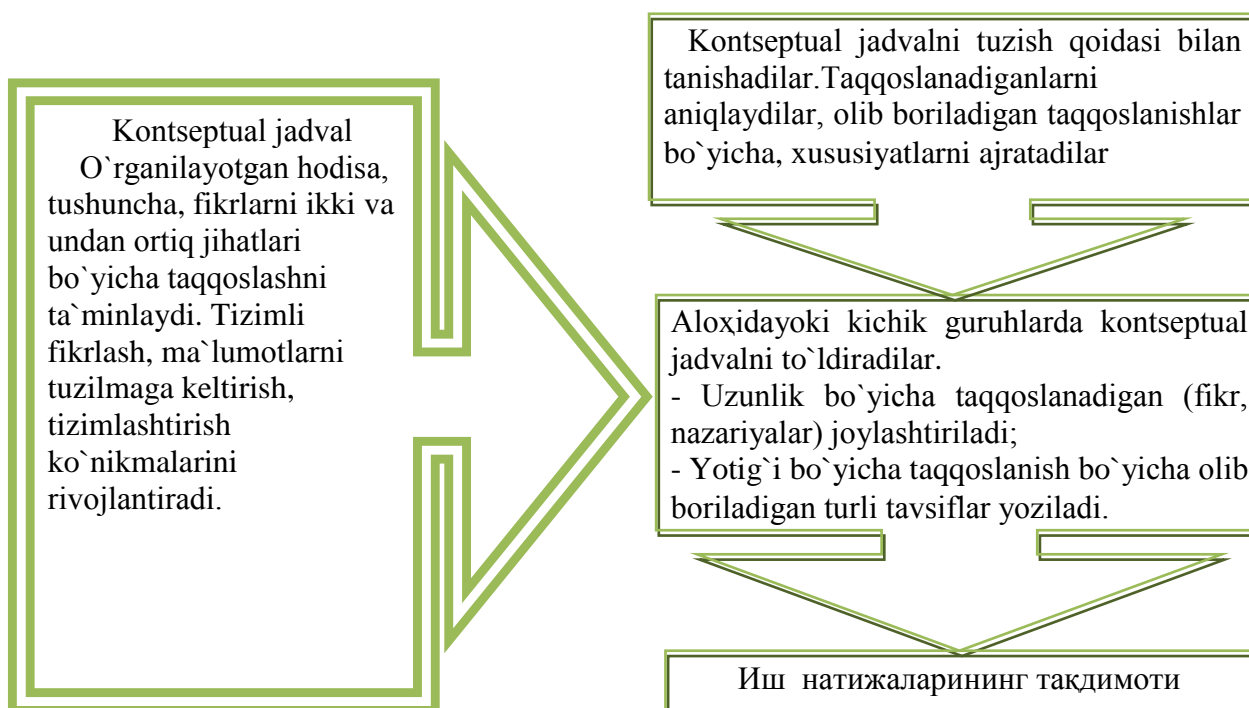 Kontseptual jadval
O`rganilayotgan hodisa,
tushuncha, fikrlarni ikki va
undan ortiq jihatlari
bo`yicha taqqoslashni
ta`minlaydi. Tizimli
fikrlash, ma`lumotlarni
tuzilmaga keltirish,
tizimlashtirish
ko`nikmalarini
rivojlantiradi.
Kontseptual jadvalni tuzish qoidasi bilan
tanishadilar.Taqqoslanadiganlarni
aniqlaydilar, olib boriladigan taqqoslanishlar
bo`yicha, xususiyatlarni ajratadilar
Aloxidayoki kichik guruhlarda kontseptual
jadvalni to`ldiradilar.
- Uzunlik bo`yicha taqqoslanadigan (fikr,
nazariyalar) joylashtiriladi;
- Yotig`i bo`yicha taqqoslanish bo`yicha olib
boriladigan turli tavsiflar yoziladi.
Иш натижаларининг тақдимоти